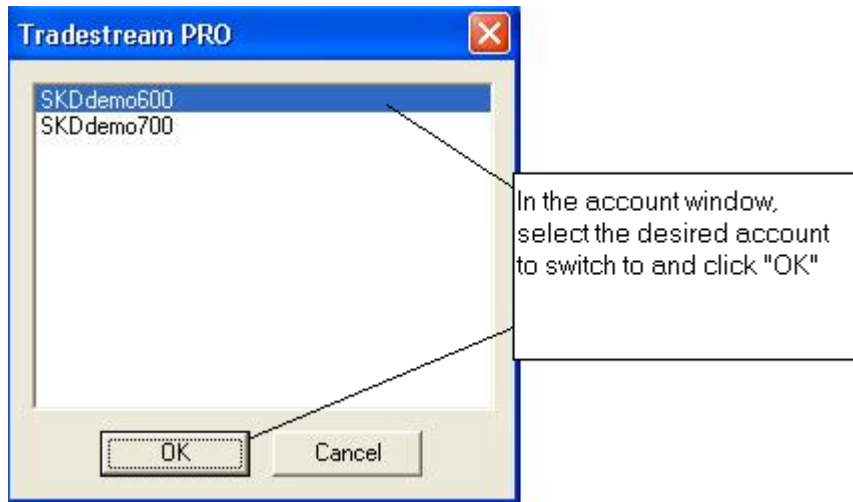 Tradestream PRO
SKDdemo600
SKDdemo700
In the account window,
select the desired account
to switch to and click "OK"
OK
Cancel